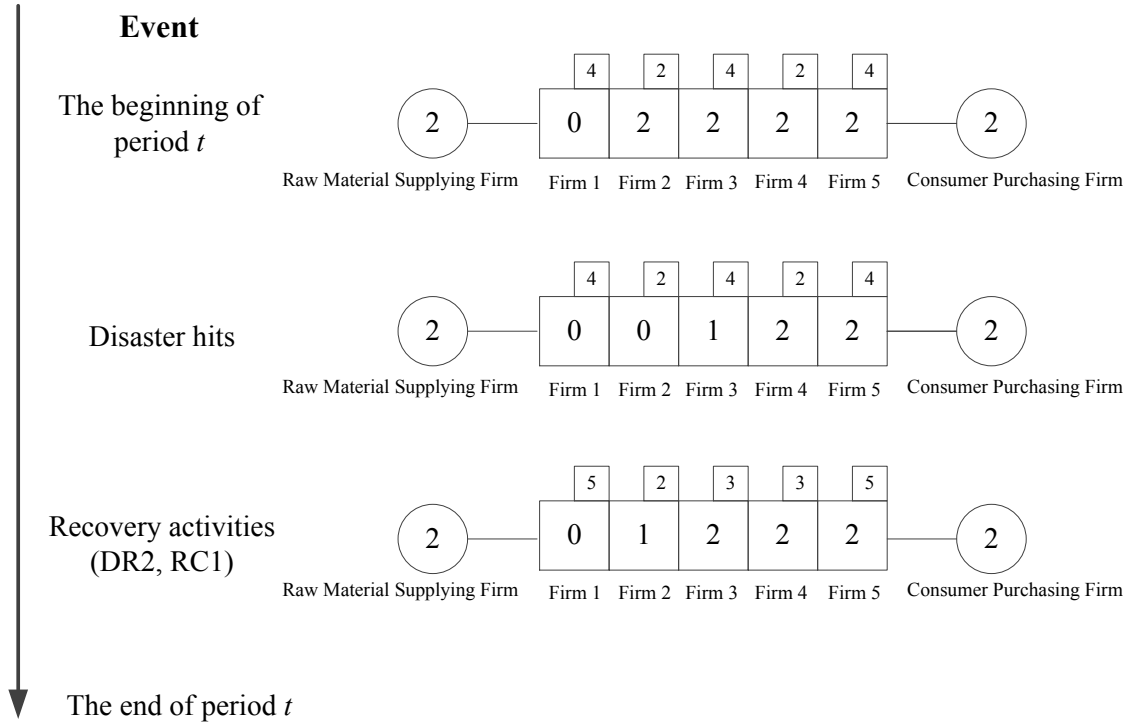 Event
The beginning of
period t
4 2 4 2 4
2 0 2 2 2 2 2
Raw Material Supplying Firm Firm 1 Firm 2 Firm 3 Firm 4 Firm 5 Consumer Purchasing Firm
Disaster hits
4 2 4 2 4
2 0 0 1 2 2 2
Raw Material Supplying Firm Firm 1 Firm 2 Firm 3 Firm 4 Firm 5 Consumer Purchasing Firm
Recovery activities
(DR2, RC1)
5 2 3 3 5
2 0 1 2 2 2 2
Raw Material Supplying Firm Firm 1 Firm 2 Firm 3 Firm 4 Firm 5 Consumer Purchasing Firm
The end of period t